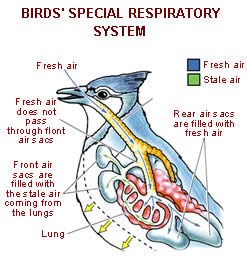 BIRDS' SPECIAL RESPIRATORY
SYSTEM
Fresh air
Fresh air
Stale air
Fresh air
does not
pass
through flont
air sacs
Rear air sacs
are filled with
fresh air
Front air
sacs are
filled with
the stale air
coming from
the lungs
Lung